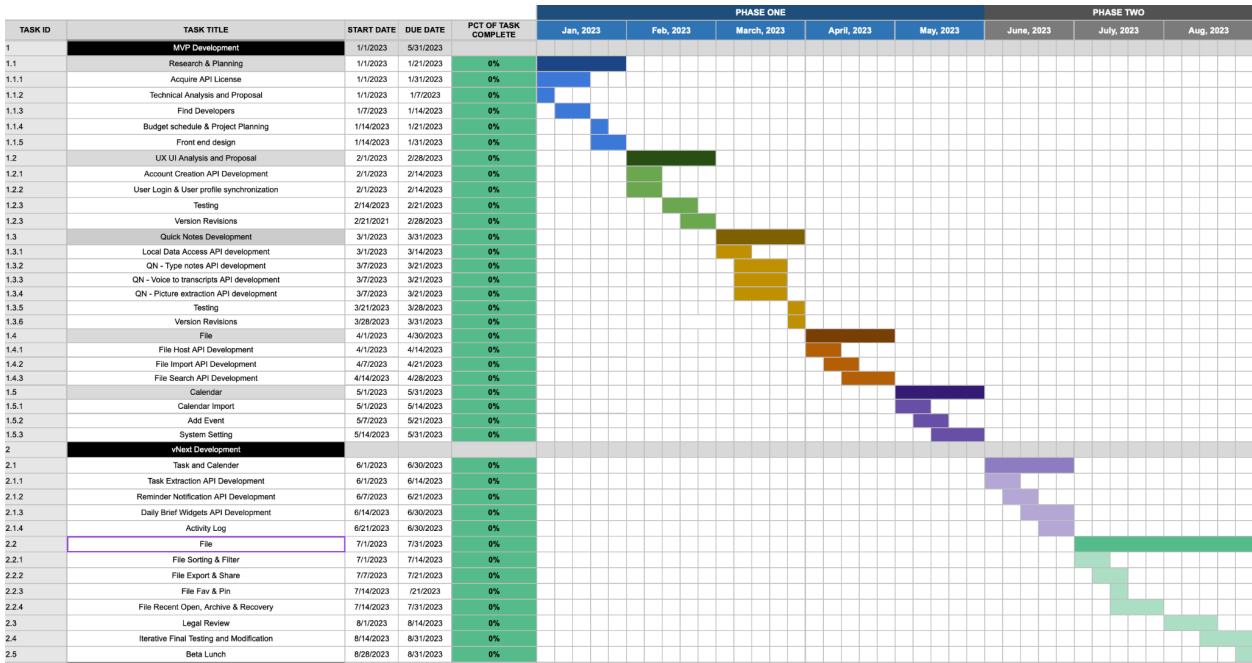 PHASE ONE PHASE TWO
TASK ID TASK TITLE START DATE DUE DATE PCT OF TASK COMPLETE Jan, 2023 Feb, 2023 March, 2023 April, 2023 May, 2023 June, 2023 July, 2023 Aug, 2023
1 MVP Development 1/1/2023 5/31/2023
1.1 Research & Planning 1/1/2023 1/21/2023 0%
1.1.1 Acquire API License 1/1/2023 1/31/2023 0%
1.1.2 Technical Analysis and Proposal 1/1/2023 1/7/2023 0%
1.1.3 Find Developers 1/7/2023 1/14/2023 0%
1.1.4 Budget schedule & Project Planning 1/14/2023 1/21/2023 0%
1.1.5 Front end design 1/14/2023 1/31/2023 0%
1.2 UX UI Analysis and Proposal 2/1/2023 2/28/2023 0%
1.2.1 Account Creation API Development 2/1/2023 2/14/2023 0%
1.2.2 User Login & User profile synchronization 2/1/2023 2/14/2023 0%
1.2.3 Testing 2/14/2023 2/21/2023 0%
1.2.3 Version Revisions 2/21/2021 2/28/2023 0%
1.3 Quick Notes Development 3/1/2023 3/31/2023 0%
1.3.1 Local Data Access API development 3/1/2023 3/14/2023 0%
1.3.2 QN - Type notes API development 3/7/2023 3/21/2023 0%
1.3.3 QN - Voice to transcripts API development 3/7/2023 3/21/2023 0%
1.3.4 QN - Picture extraction API development 3/7/2023 3/21/2023 0%
1.3.5 Testing 3/21/2023 3/28/2023 0%
1.3.6 Version Revisions 3/28/2023 3/31/2023 0%
1.4 File 4/1/2023 4/30/2023 0%
1.4.1 File Host API Development 4/1/2023 4/14/2023 0%
1.4.2 File Import API Development 4/7/2023 4/21/2023 0%
1.4.3 File Search API Development 4/14/2023 4/28/2023 0%
1.5 Calendar 5/1/2023 5/31/2023 0%
1.5.1 Calendar Import 5/1/2023 5/14/2023 0%
1.5.2 Add Event 5/7/2023 5/21/2023 0%
1.5.3 System Setting 5/14/2023 5/31/2023 0%
2 vNext Development
2.1 Task and Calender 6/1/2023 6/30/2023 0%
2.1.1 Task Extraction API Development 6/1/2023 6/14/2023 0%
2.1.2 Reminder Notification API Development 6/7/2023 6/21/2023 0%
2.1.3 Daily Brief Widgets API Development 6/14/2023 6/30/2023 0%
2.1.4 Activity Log 6/21/2023 6/30/2023 0%
2.2 File 7/1/2023 7/31/2023 0%
2.2.1 File Sorting & Filter 7/1/2023 7/14/2023 0%
2.2.2 File Export & Share 7/7/2023 7/21/2023 0%
2.2.3 File Fav & Pin 7/14/2023 /21/2023 0%
2.2.4 File Recent Open, Archive & Recovery 7/14/2023 7/31/2023 0%
2.3 Legal Review 8/1/2023 8/14/2023 0%
2.4 Iterative Final Testing and Modification 8/14/2023 8/31/2023 0%
2.5 Beta Lunch 8/28/2023 8/31/2023 0%